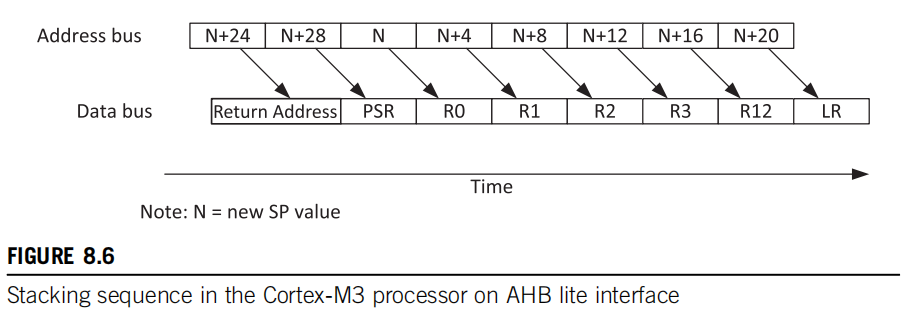 Address bus N+24 N+28 N N+4 N+8 N+12 N+16 N+20
Data bus Return Address PSR R0 R1 R2 R3 R12 LR
Time
Note: N = new SP value
FIGURE 8.6
Stacking sequence in the Cortex-M3 processor on AHB lite interface